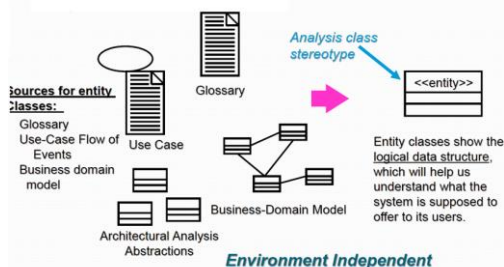 Analysis class
stereotype
<<entity>>
Glossary
Sources for entity
Classes:
Glossary
Use-Case Flow of
Events
Business domain
model
Use Case
Business-Domain Model
Architectural Analysis
Abstractions
Entity classes show the
logical data structure,
which will help us
understand what the
system is supposed to
offer to its users.
Environment Independent